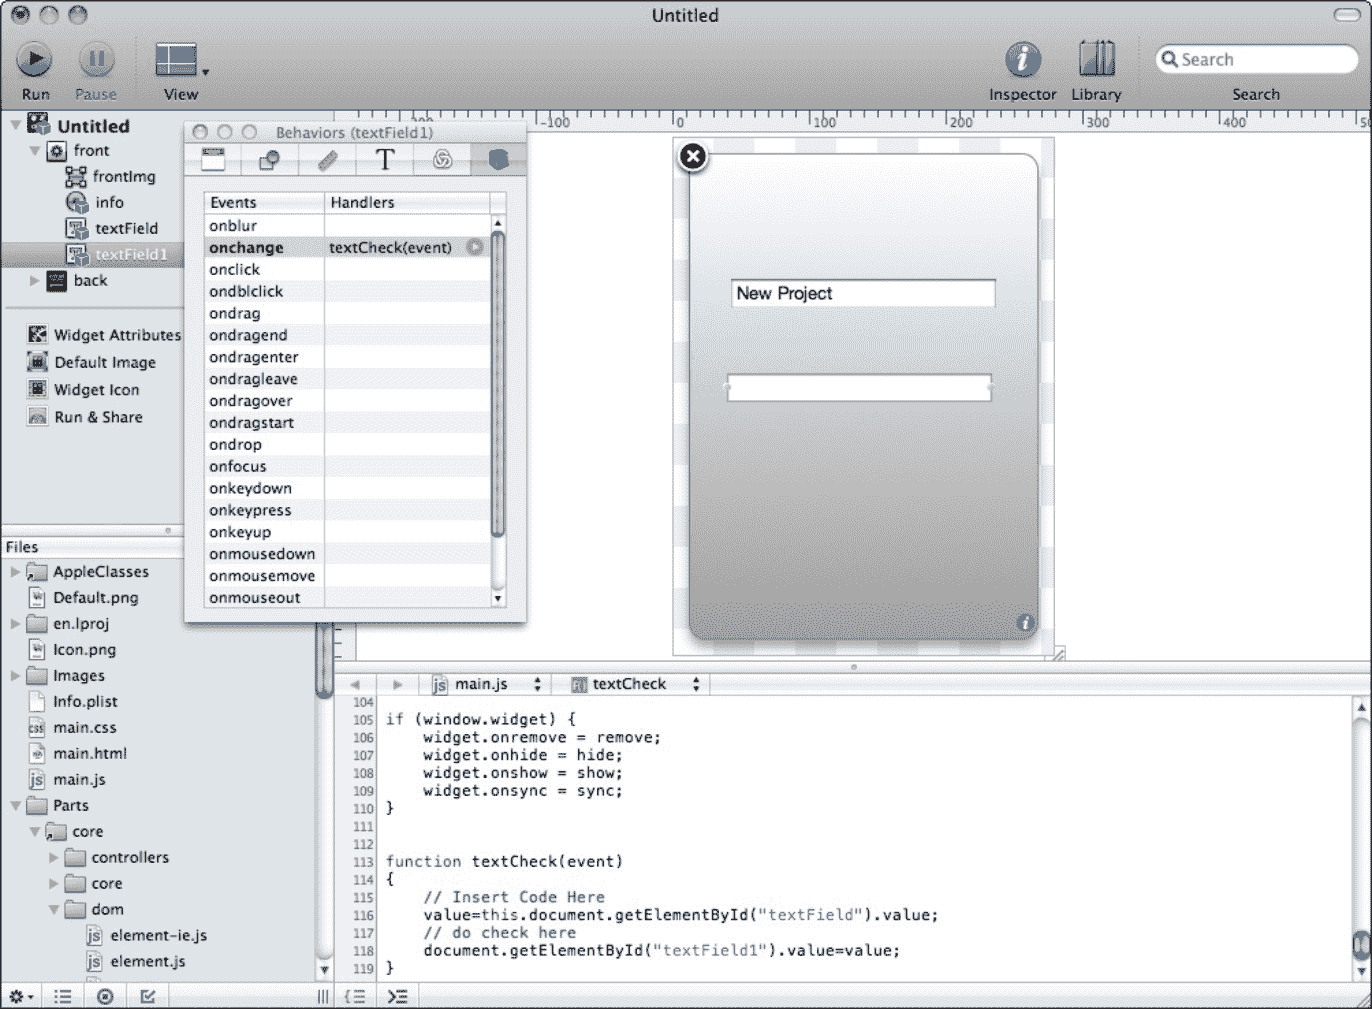 Untitled
Run Pause View Inspector Library Search
Search
-200 -100 0 100 200 300 400 50
Untitled
front
frontImg
info
textField
textField1
back
Widget Attributes
Default Image
Widget Icon
Run & Share
Behaviors (textField1)
T
Events Handlers
onblur
onchange textCheck(event)
onclick
ondblclick
ondrag
ondragend
ondragenter
ondragleave
ondragover
ondragstart
ondrop
onfocus
onkeydown
onkeypress
onkeyup
onmousedown
onmousemove
onmouseout
New Project
i
Files
AppleClasses
Default.png
en.lproj
Icon.png
Images
Info.plist
main.css
main.html
main.js
Parts
core
controllers
core
dom
element-ie.js
element.js
main.js textCheck
104
105 if (window.widget) {
106 widget.onremove = remove;
107 widget.onhide = hide;
108 widget.onshow = show;
109 widget.onsync = sync;
110 }
111
112
113 function textCheck(event)
114 {
115 // Insert Code Here
116 value=this.document.getElementById("textField").value;
117 // do check here
118 document.getElementById("textField1").value=value;
119 }